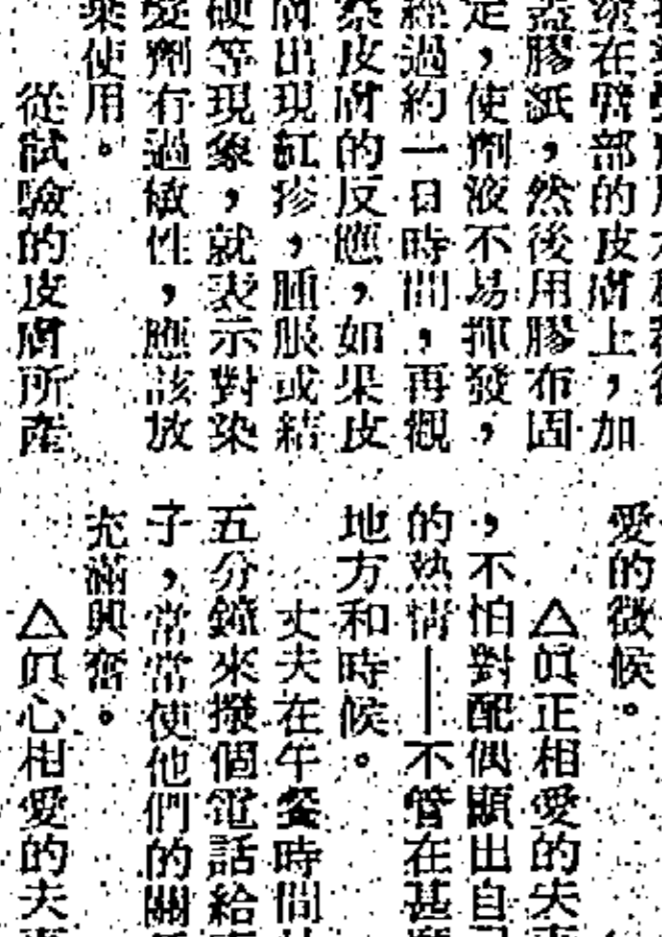 塗在臂部的皮膚上，加
蓋膠紙，然後用膠布固
定，使劑液不易揮發，
經過約一日時間，再觀
察皮膚的反應，如果皮
膚出現紅疹，腫脹或結
硬等現象，就表示對染
髮劑有過敏性，應該放
棄使用。
從試驗的皮膚所產
愛的徵候。
△眞正相愛的夫
，不怕對配偶顯出自
的熱情——不管在甚
地方和時候。
丈夫在午餐時間
五分鐘來撥個電話給
子，常常使他們的關
充滿興奮。
△眞心相愛的夫